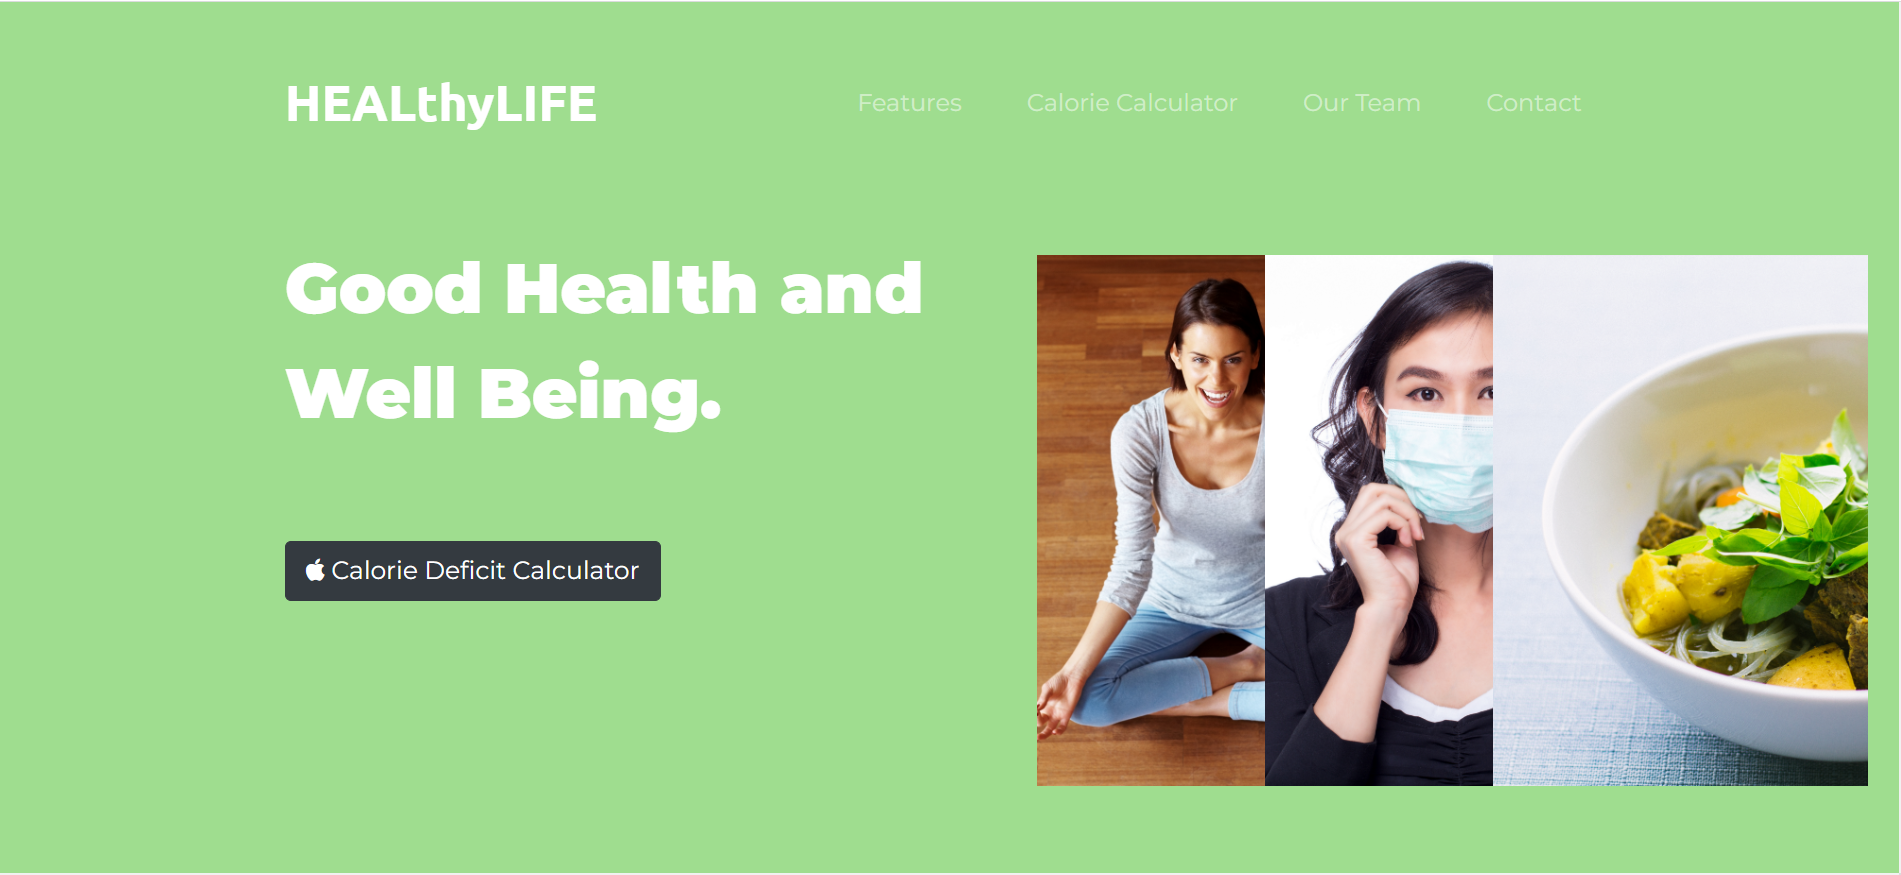 HEALthyLIFE
Features Calorie Calculator Our Team Contact
Good Health and
Well Being.
Calorie Deficit Calculator